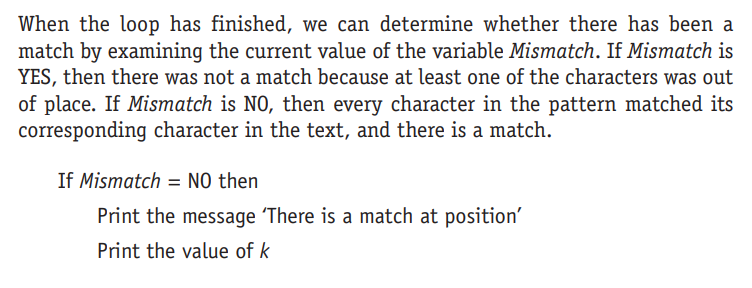 When the loop has finished, we can determine whether there has been a
match by examining the current value of the variable Mismatch. If Mismatch is
YES, then there was not a match because at least one of the characters was out
of place. If Mismatch is NO, then every character in the pattern matched its
corresponding character in the text, and there is a match.
If Mismatch = NO then
Print the message ‘There is a match at position’
Print the value of k